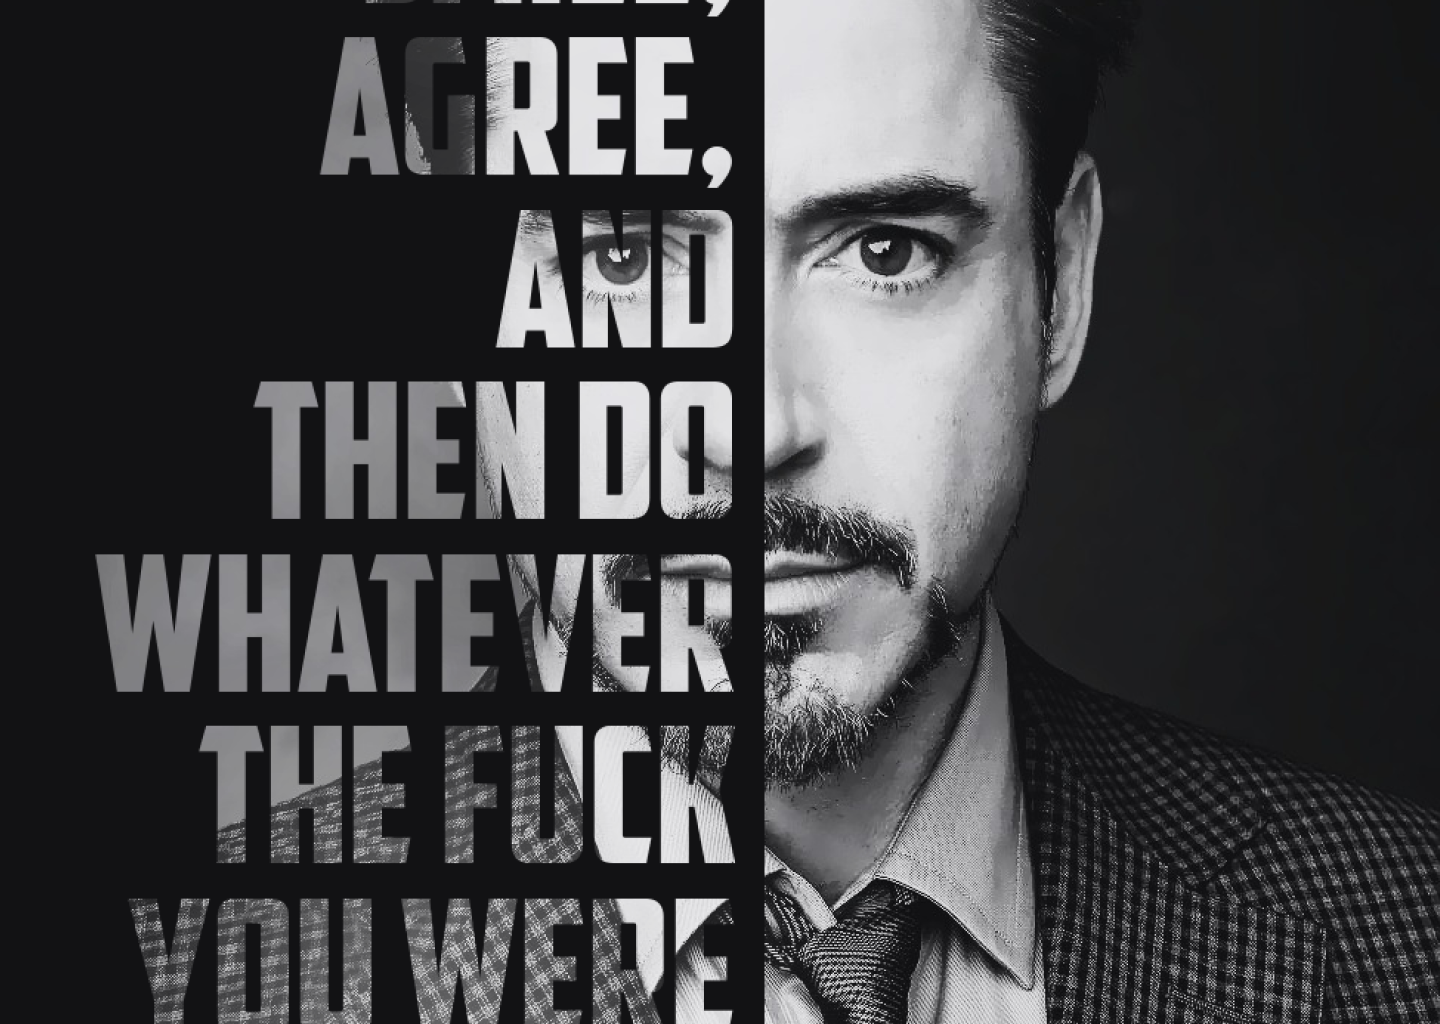 AGREE,
AND
THEN DO
WHATEVER
THE FUCK
YOU WERE